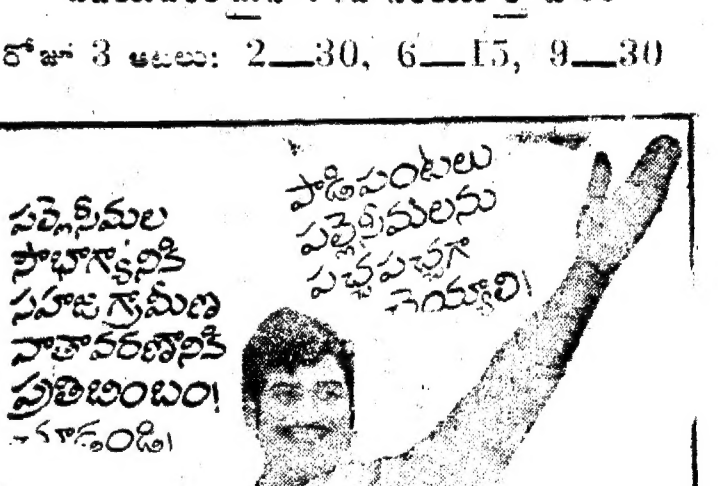 రోజూ 3 ఆటలు: 2—30, 6—15, 9—30
పల్లెసీమల
సౌభాగ్యానికి
సహజ గ్రామీణ
వాతావరణానికి
ప్రతిబింబం!
చూడండి!
పాడిపంటలు
పల్లెసీమలను
పచ్చపచ్చగా
చెయ్యాలి!